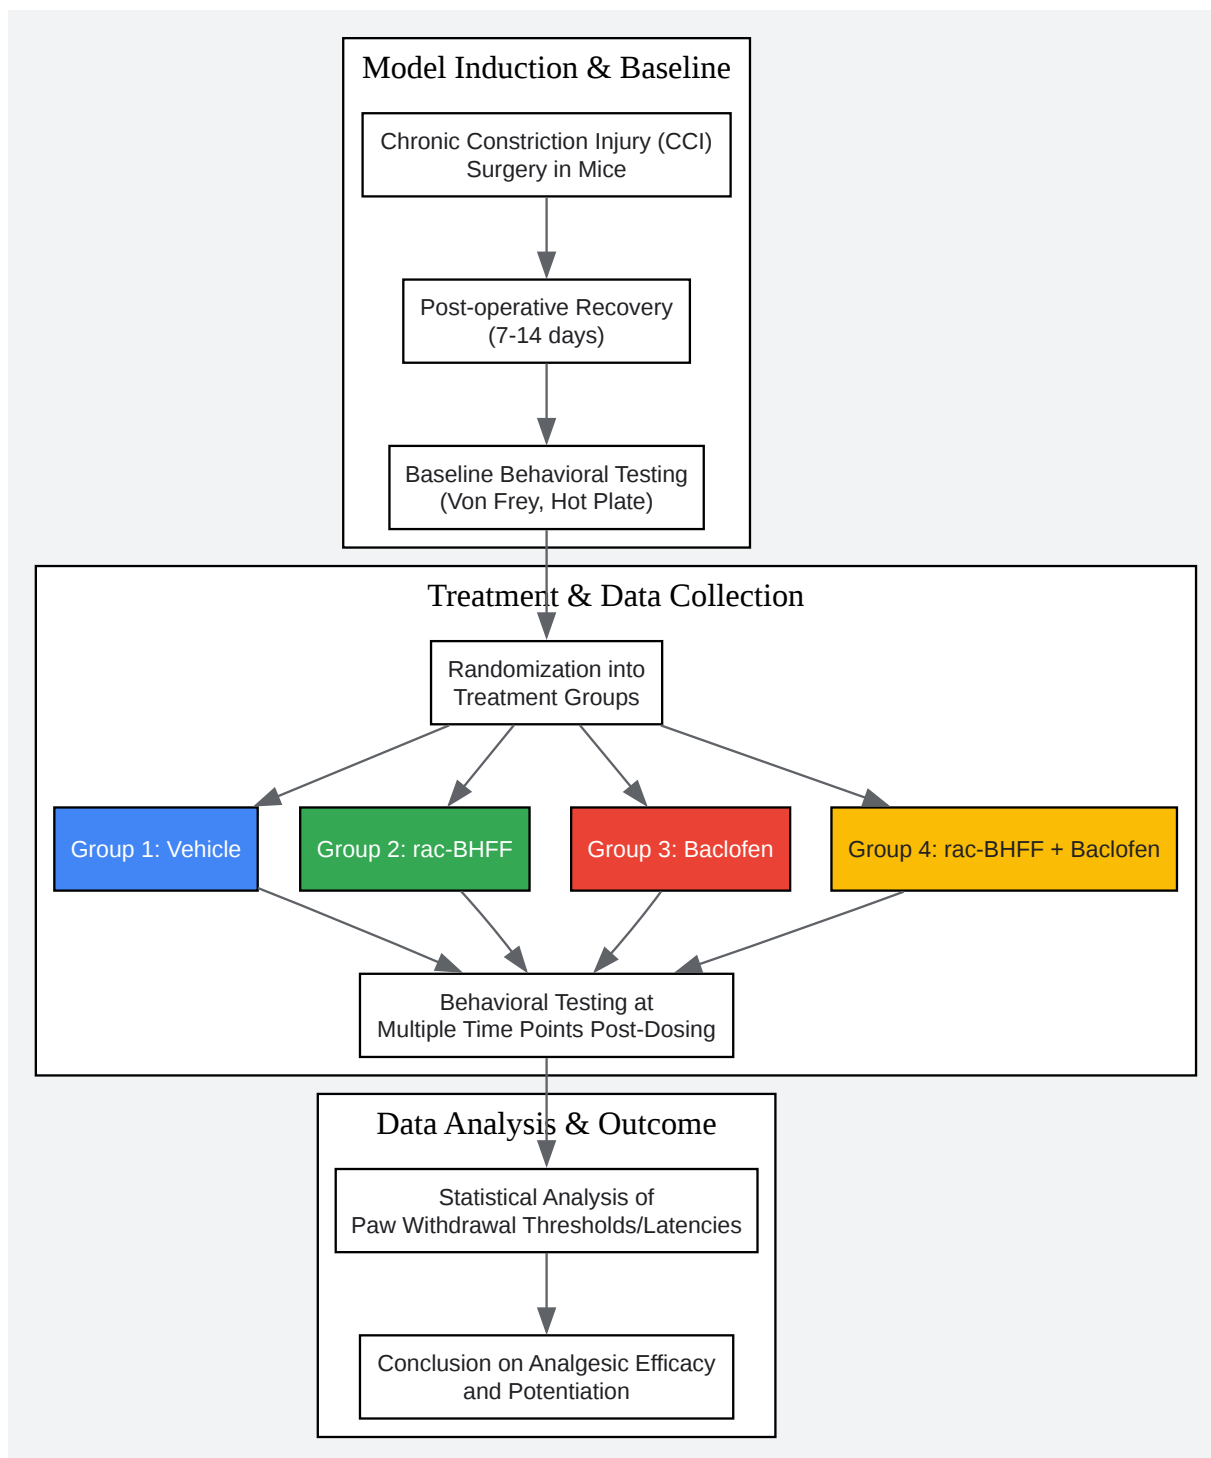 Model Induction & Baseline
Chronic Constriction Injury (CCI)
Surgery in Mice
Post-operative Recovery
(7-14 days)
Baseline Behavioral Testing
(Von Frey, Hot Plate)
Treatment & Data Collection
Randomization into
Treatment Groups
Group 1: Vehicle
Group 2: rac-BHFF
Group 3: Baclofen
Group 4: rac-BHFF + Baclofen
Behavioral Testing at
Multiple Time Points Post-Dosing
Data Analysis & Outcome
Statistical Analysis of
Paw Withdrawal Thresholds/Latencies
Conclusion on Analgesic Efficacy
and Potentiation